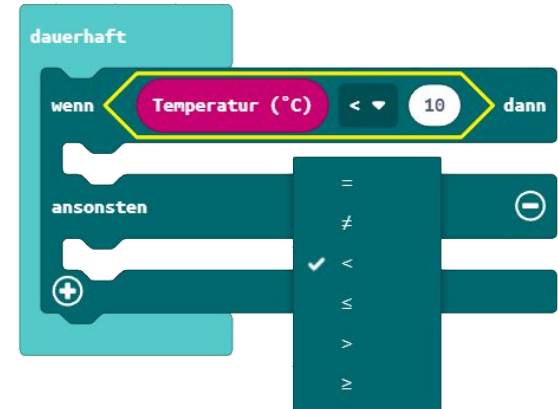 dauerhaft
wenn Temperatur (°C) < 10 dann
ansonsten
=
≠
<
≤
>
≥